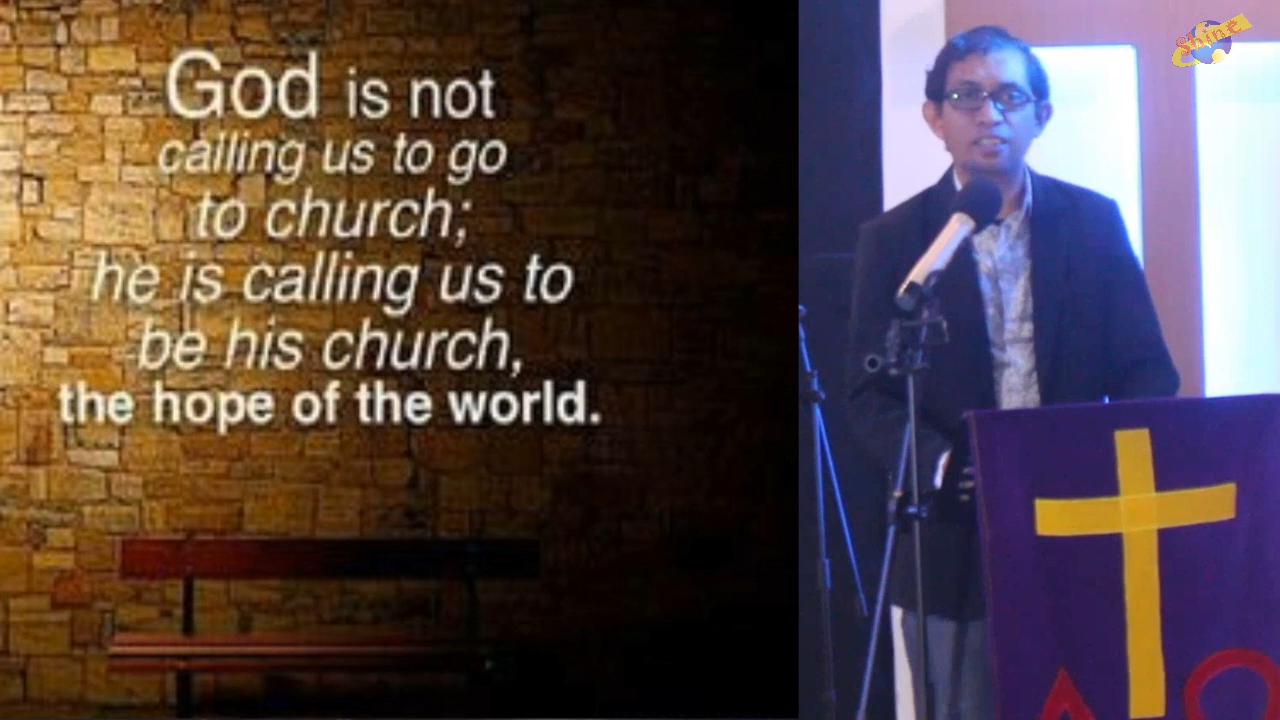 God is not
calling us to go
to church;
he is calling us to
be his church,
the hope of the world.
Shine